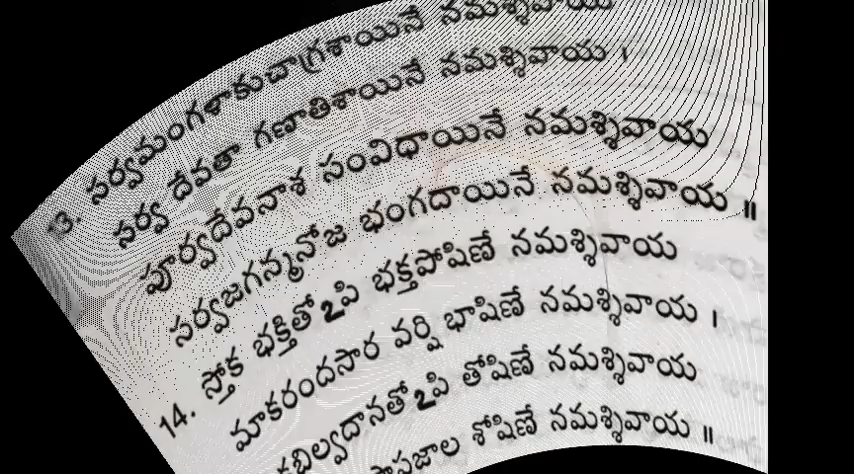 13. సర్వమంగళాకుచాగ్రశాయినే నమశ్శివాయ
సర్వ దేవతా గణాతిశాయినే నమశ్శివాయ ।
పూర్వదేవనాశ సంవిధాయినే నమశ్శివాయ
సర్వజగన్మనోజ భంగదాయినే నమశ్శివాయ ॥
14. స్తోక భక్తితో2పి భక్తపోషిణే నమశ్శివాయ
మాకరందసార వర్షి భాషిణే నమశ్శివాయ ।
బిల్వదానతో2పి తోషిణే నమశ్శివాయ
శోషిణే నమశ్శివాయ ॥